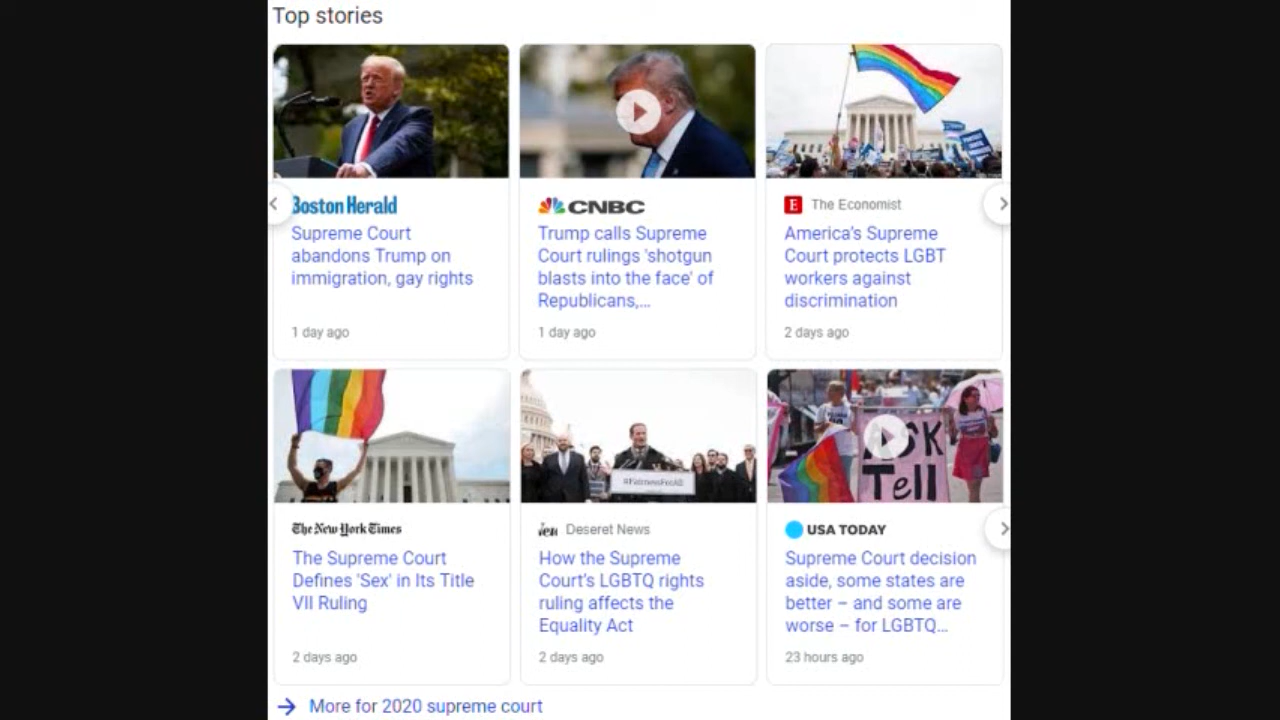 Top stories
Boston Herald
Supreme Court
abandons Trump on
immigration, gay rights
1 day ago
CNBC
Trump calls Supreme
Court rulings 'shotgun
blasts into the face' of
Republicans,...
1 day ago
E The Economist
America's Supreme
Court protects LGBT
workers against
discrimination
2 days ago
The New York Times
The Supreme Court
Defines 'Sex' in Its Title
VII Ruling
2 days ago
#FairnessForAll
Deseret News
How the Supreme
Court's LGBTQ rights
ruling affects the
Equality Act
2 days ago
Tell
USA TODAY
Supreme Court decision
aside, some states are
better – and some are
worse – for LGBTQ...
23 hours ago
More for 2020 supreme court